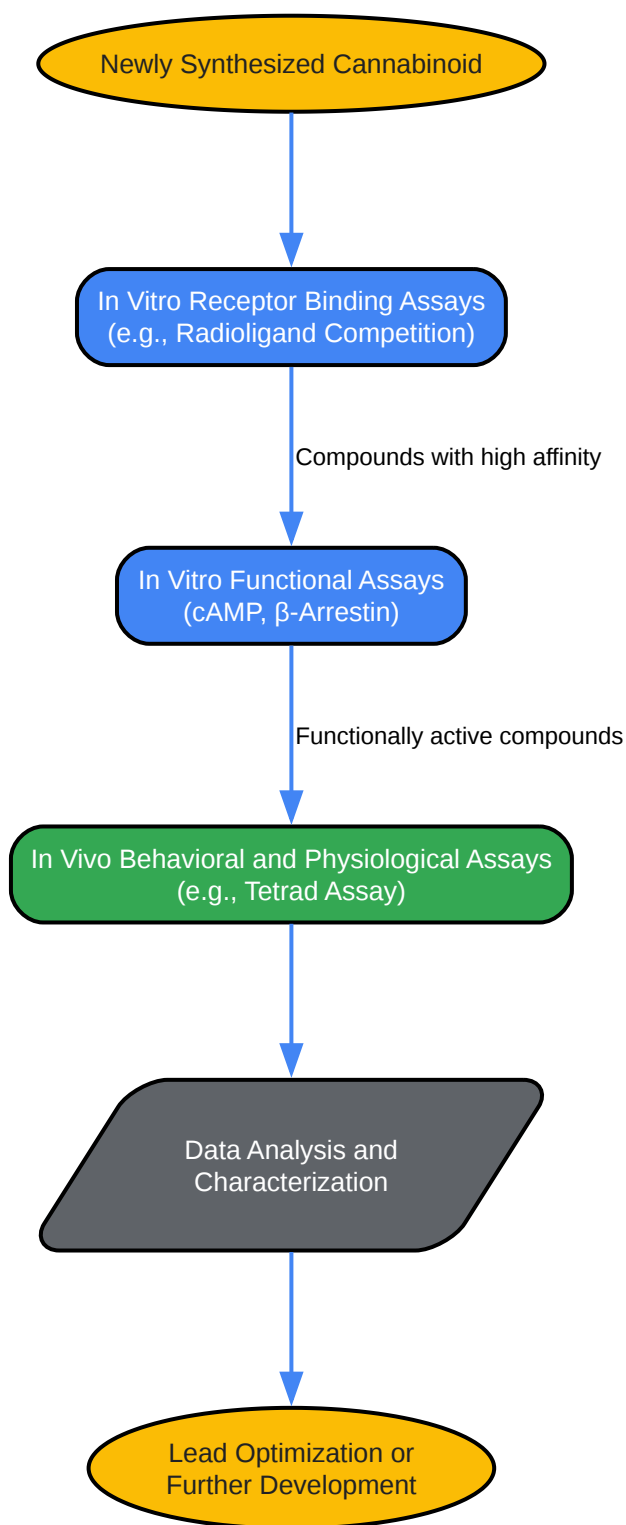 Newly Synthesized Cannabinoid
In Vitro Receptor Binding Assays
(e.g., Radioligand Competition)
Compounds with high affinity
In Vitro Functional Assays
(cAMP, β-Arrestin)
Functionally active compounds
In Vivo Behavioral and Physiological Assays
(e.g., Tetrad Assay)
Data Analysis and
Characterization
Lead Optimization or
Further Development